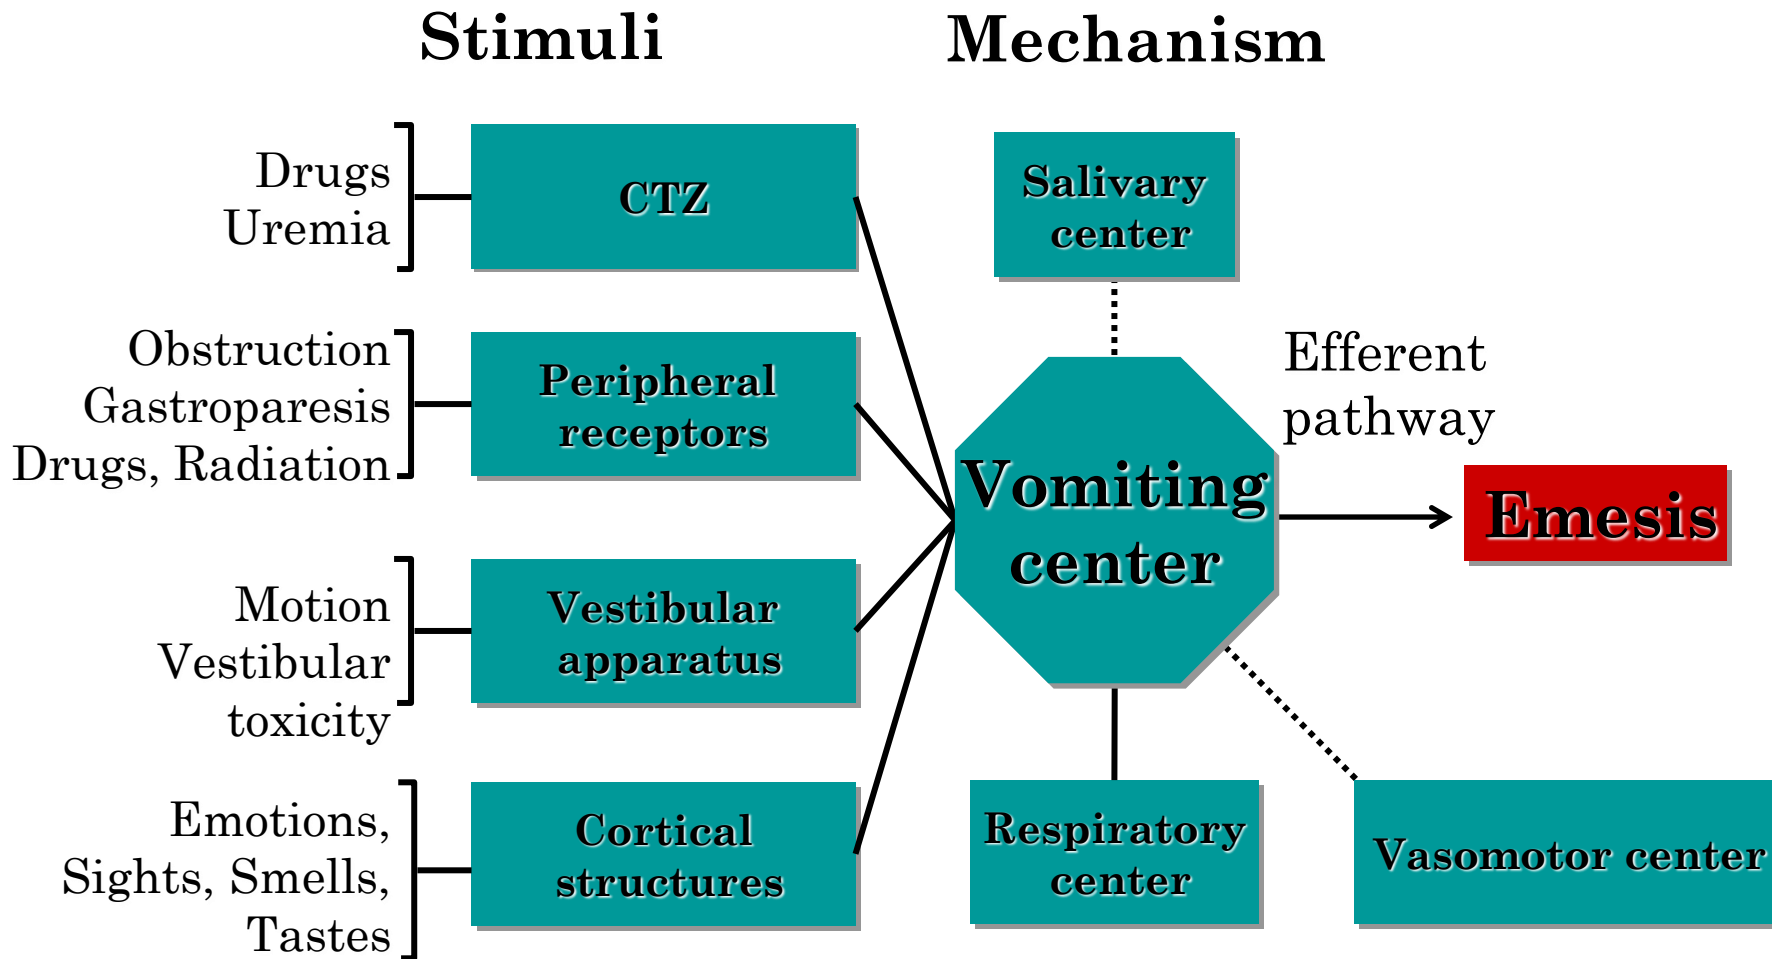 Stimuli
Mechanism
Drugs
Uremia
CTZ
Salivary
center
Obstruction
Gastroparesis
Drugs, Radiation
Peripheral
receptors
Efferent
pathway
Vomiting
center
Emesis
Motion
Vestibular
toxicity
Vestibular
apparatus
Emotions,
Sights, Smells,
Tastes
Cortical
structures
Respiratory
center
Vasomotor center